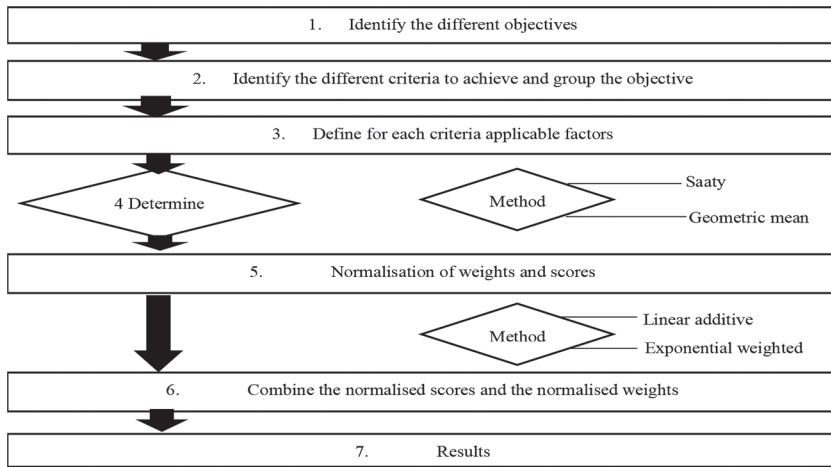 1. Identify the different objectives
2. Identify the different criteria to achieve and group the objective
3. Define for each criteria applicable factors
4 Determine
Method
Saaty
Geometric mean
5. Normalisation of weights and scores
Method
Linear additive
Exponential weighted
6. Combine the normalised scores and the normalised weights
7. Results